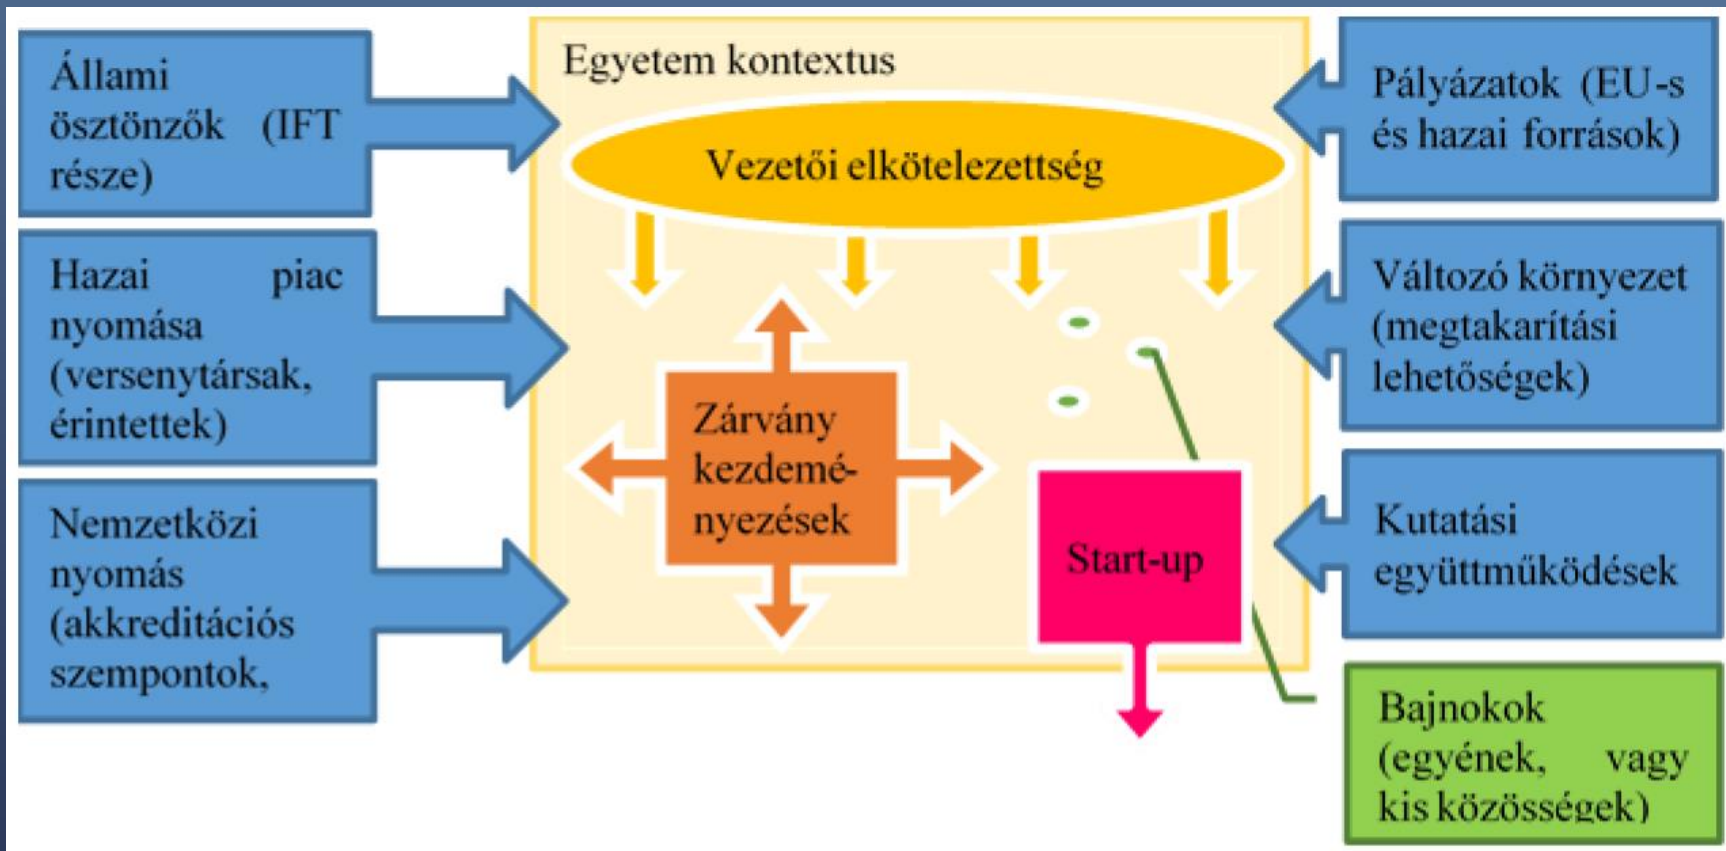 Állami
ösztönzők (IFT
része)
Hazai piac
nyomása
(versenytársak,
érintettek)
Nemzetközi
nyomás
(akkreditációs
szempontok,
Egyetem kontextus
Vezetői elkötelezettség
Zárvány
kezdemé-
nyezések
Start-up
Pályázatok (EU-s
és hazai források)
Változó környezet
(megtakarítási
lehetőségek)
Kutatási
együttműködések
Bajnokok
(egyének, vagy
kis közösségek)